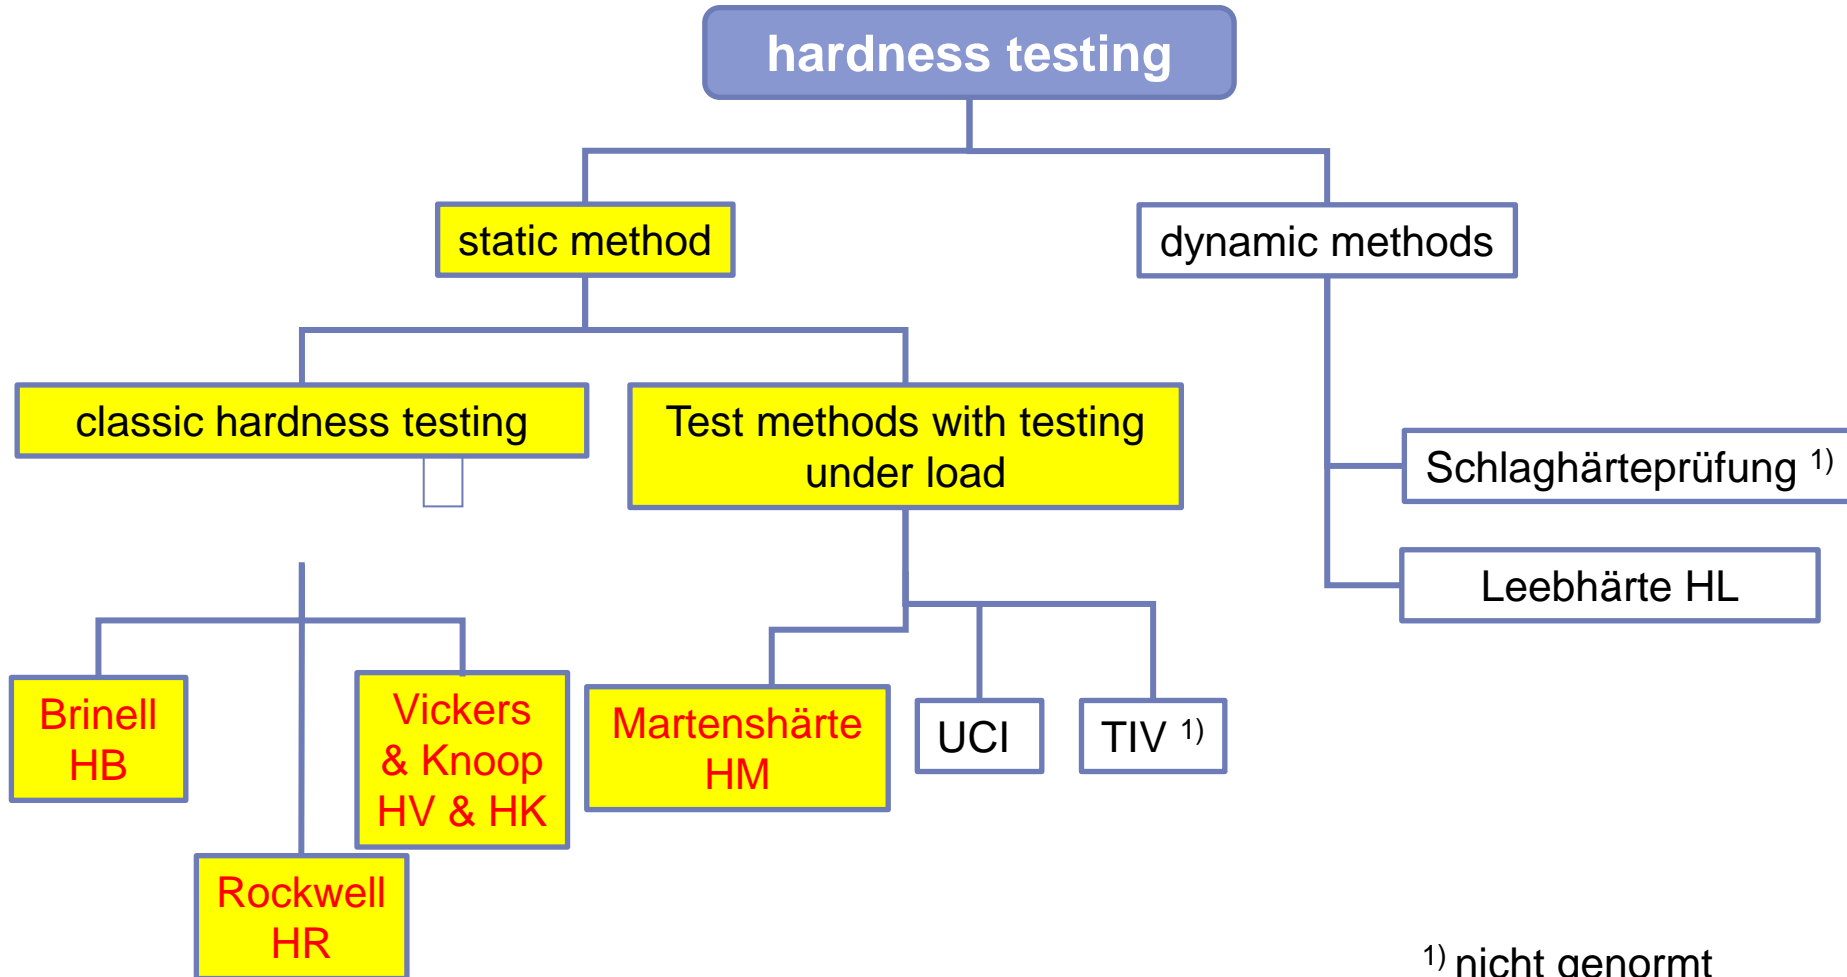 hardness testing
static method
dynamic methods
classic hardness testing
Test methods with testing
under load
Schlaghärteprüfung 1)
Leebhärte HL
Brinell
HB
Vickers
& Knoop
HV & HK
Martenshärte
HM
UCI
TIV 1)
Rockwell
HR
1) nicht genormt